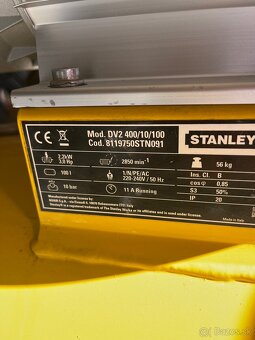 STANLEY
Mod. DV2 400/10/100
Cod. 8119750STN091
2,2kW
3,0 Hp
2850 min⁻¹
56 kg
100 l
1/N/PE/AC
220-240V / 50 Hz
Ins. Cl. B
cos φ 0,85
10 bar
11 A Running
S3 50%
IP 20
Made in Italy